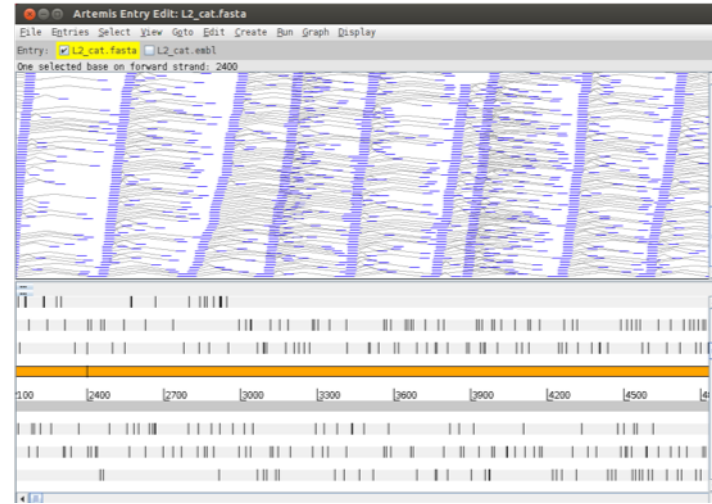 Artemis Entry Edit: L2_cat.fasta
File Entries Select View Goto Edit Create Run Graph Display
Entry: L2_cat.fasta L2_cat.embl
One selected base on forward strand: 2400
100 2400 2700 3000 3300 3600 3900 4200 4500